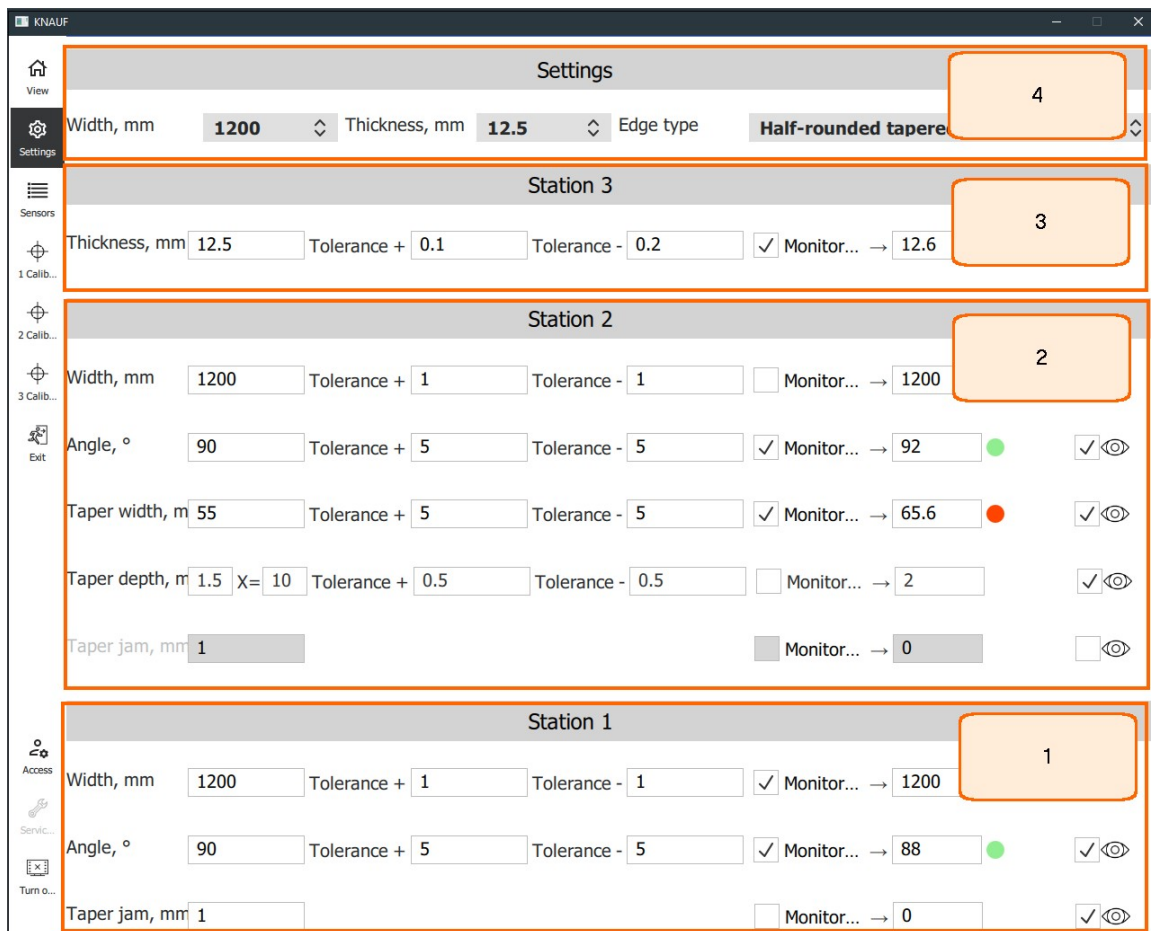 KNAUF
View
Settings
Sensors
1 Calib...
2 Calib...
3 Calib...
Exit
Access
Servic...
Turn o...
Settings
4
Width, mm 1200 Thickness, mm 12.5 Edge type Half-rounded tapered
Station 3
3
Thickness, mm 12.5 Tolerance + 0.1 Tolerance - 0.2 Monitor... → 12.6
Station 2
2
Width, mm 1200 Tolerance + 1 Tolerance - 1 Monitor... → 1200
Angle, ° 90 Tolerance + 5 Tolerance - 5 Monitor... → 92
Taper width, m 55 Tolerance + 5 Tolerance - 5 Monitor... → 65.6
Taper depth, m 1.5 X= 10 Tolerance + 0.5 Tolerance - 0.5 Monitor... → 2
Taper jam, mm 1 Monitor... → 0
Station 1
1
Width, mm 1200 Tolerance + 1 Tolerance - 1 Monitor... → 1200
Angle, ° 90 Tolerance + 5 Tolerance - 5 Monitor... → 88
Taper jam, mm 1 Monitor... → 0